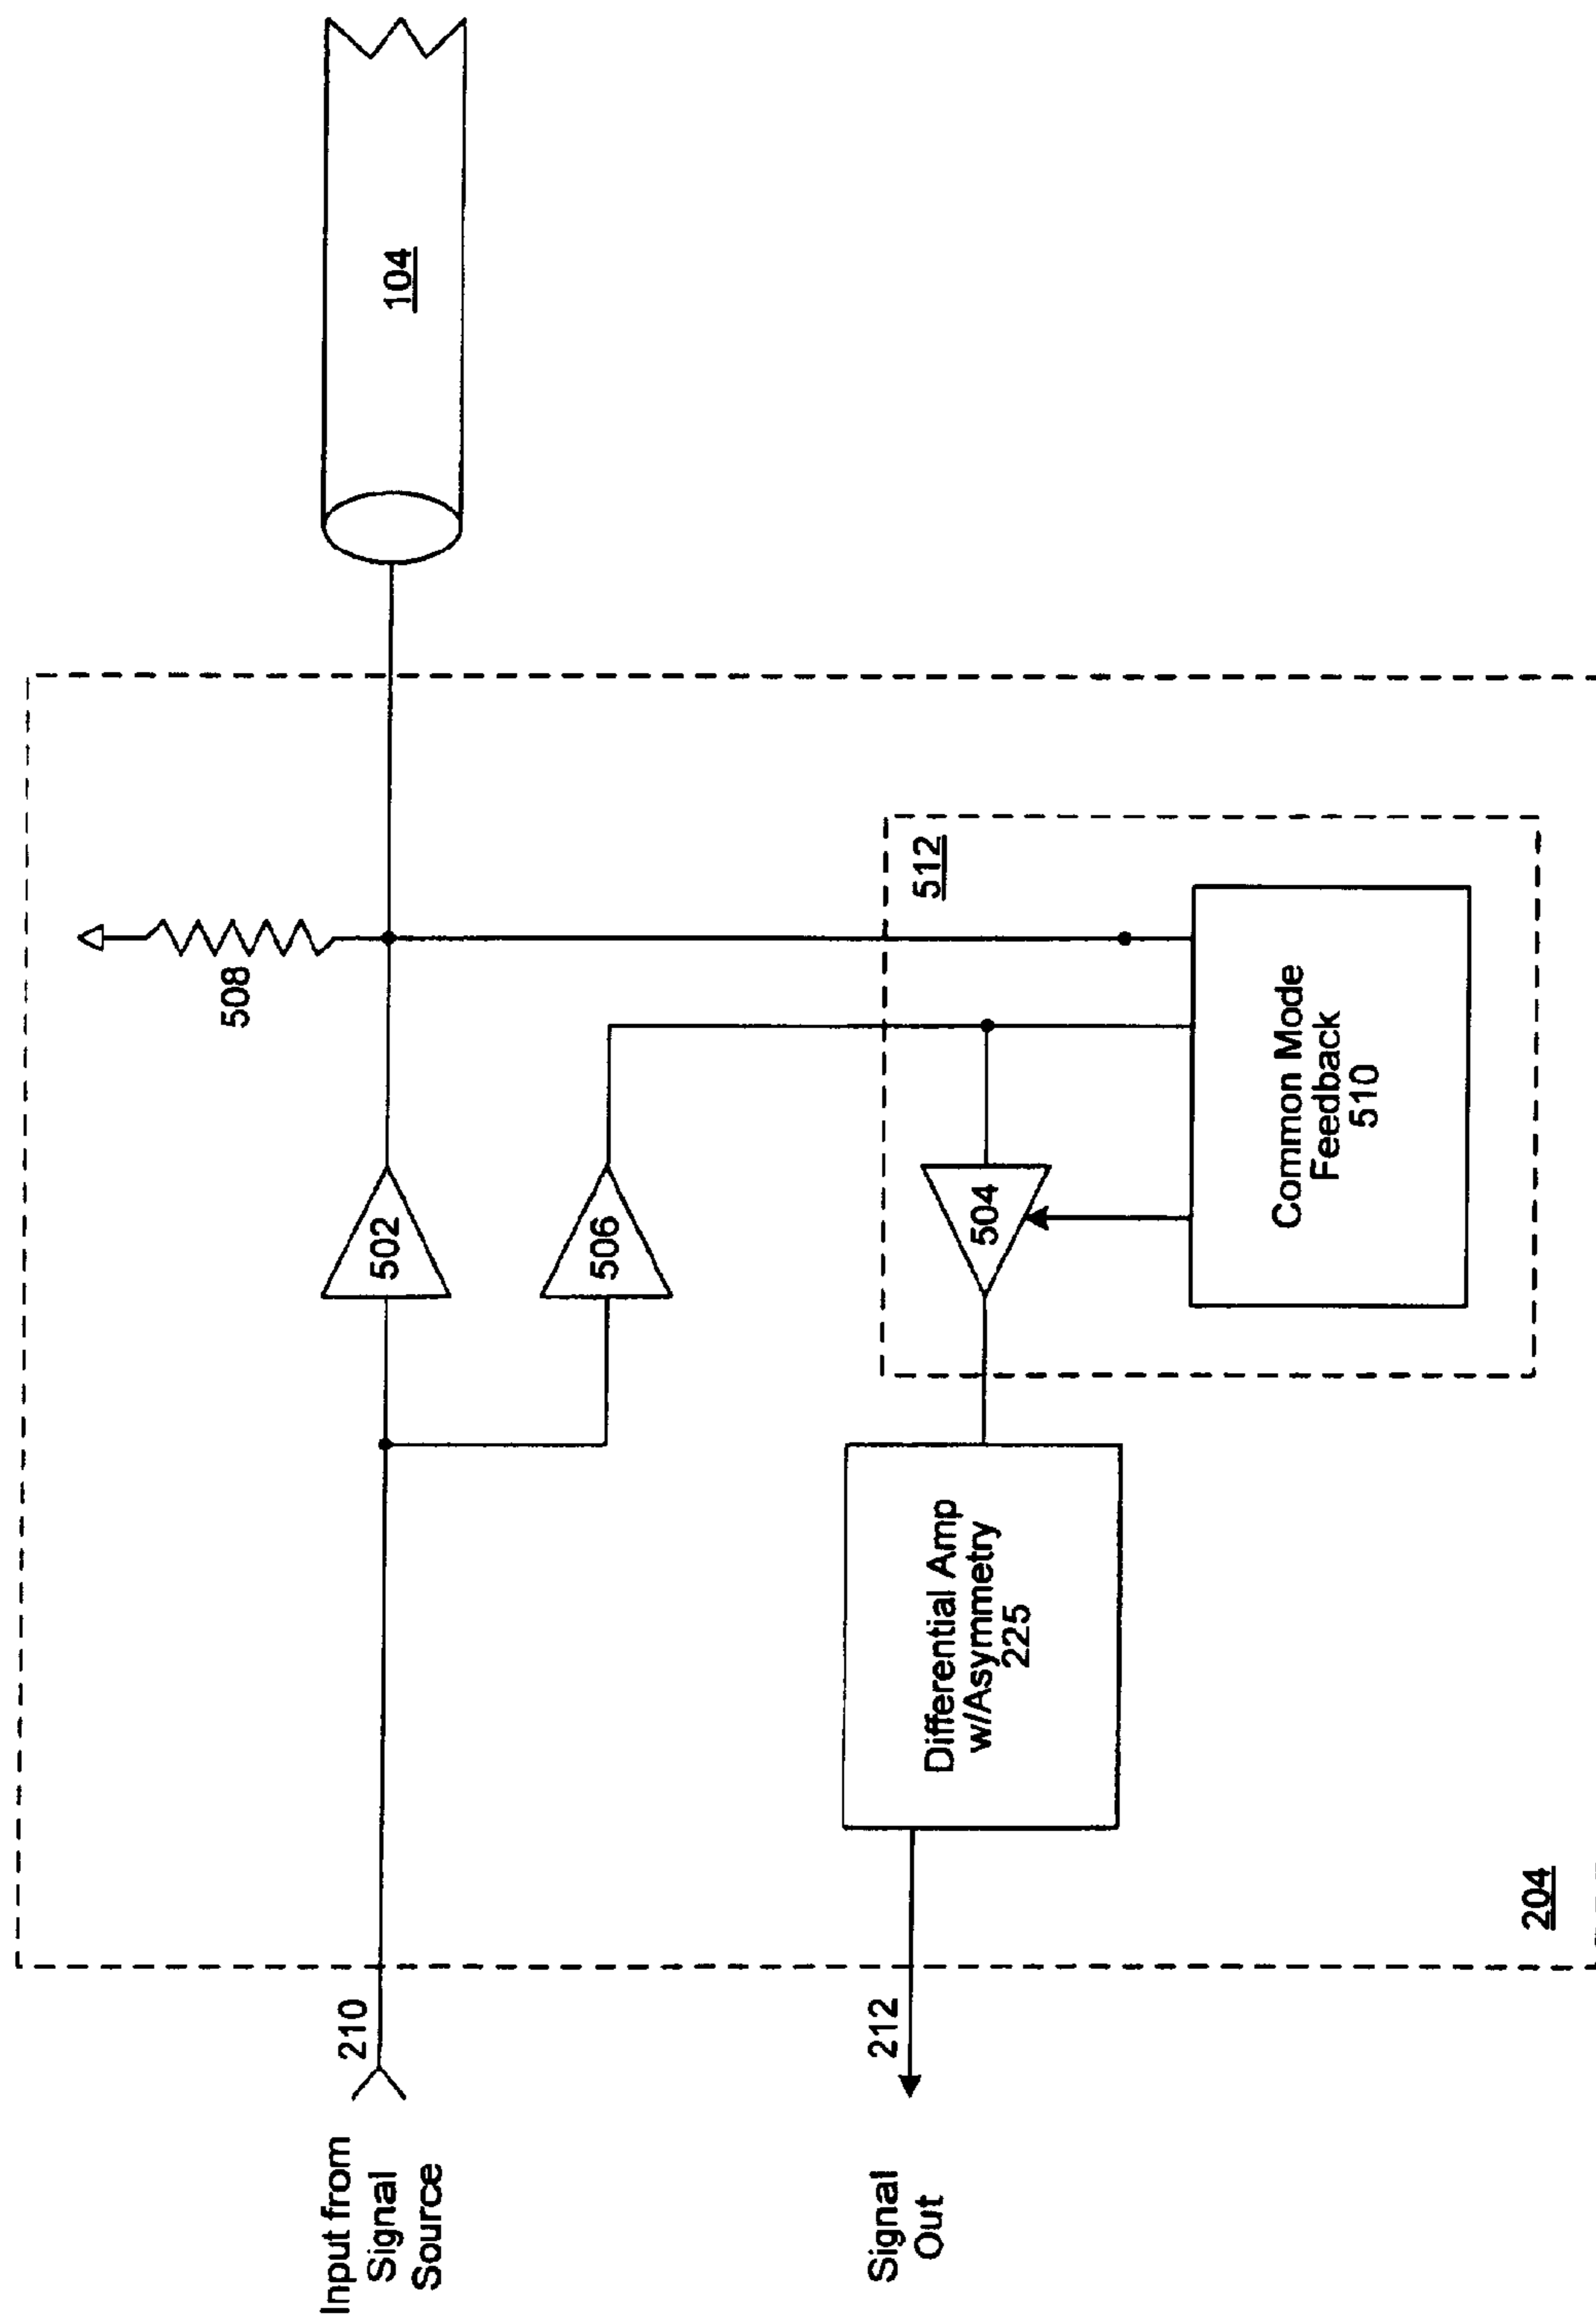 Input from
Signal
Source
210
502
506
508
104
Signal
Out
212
Differential Amp
w/Asymmetry
225
504
512
Common Mode
Feedback
510
204